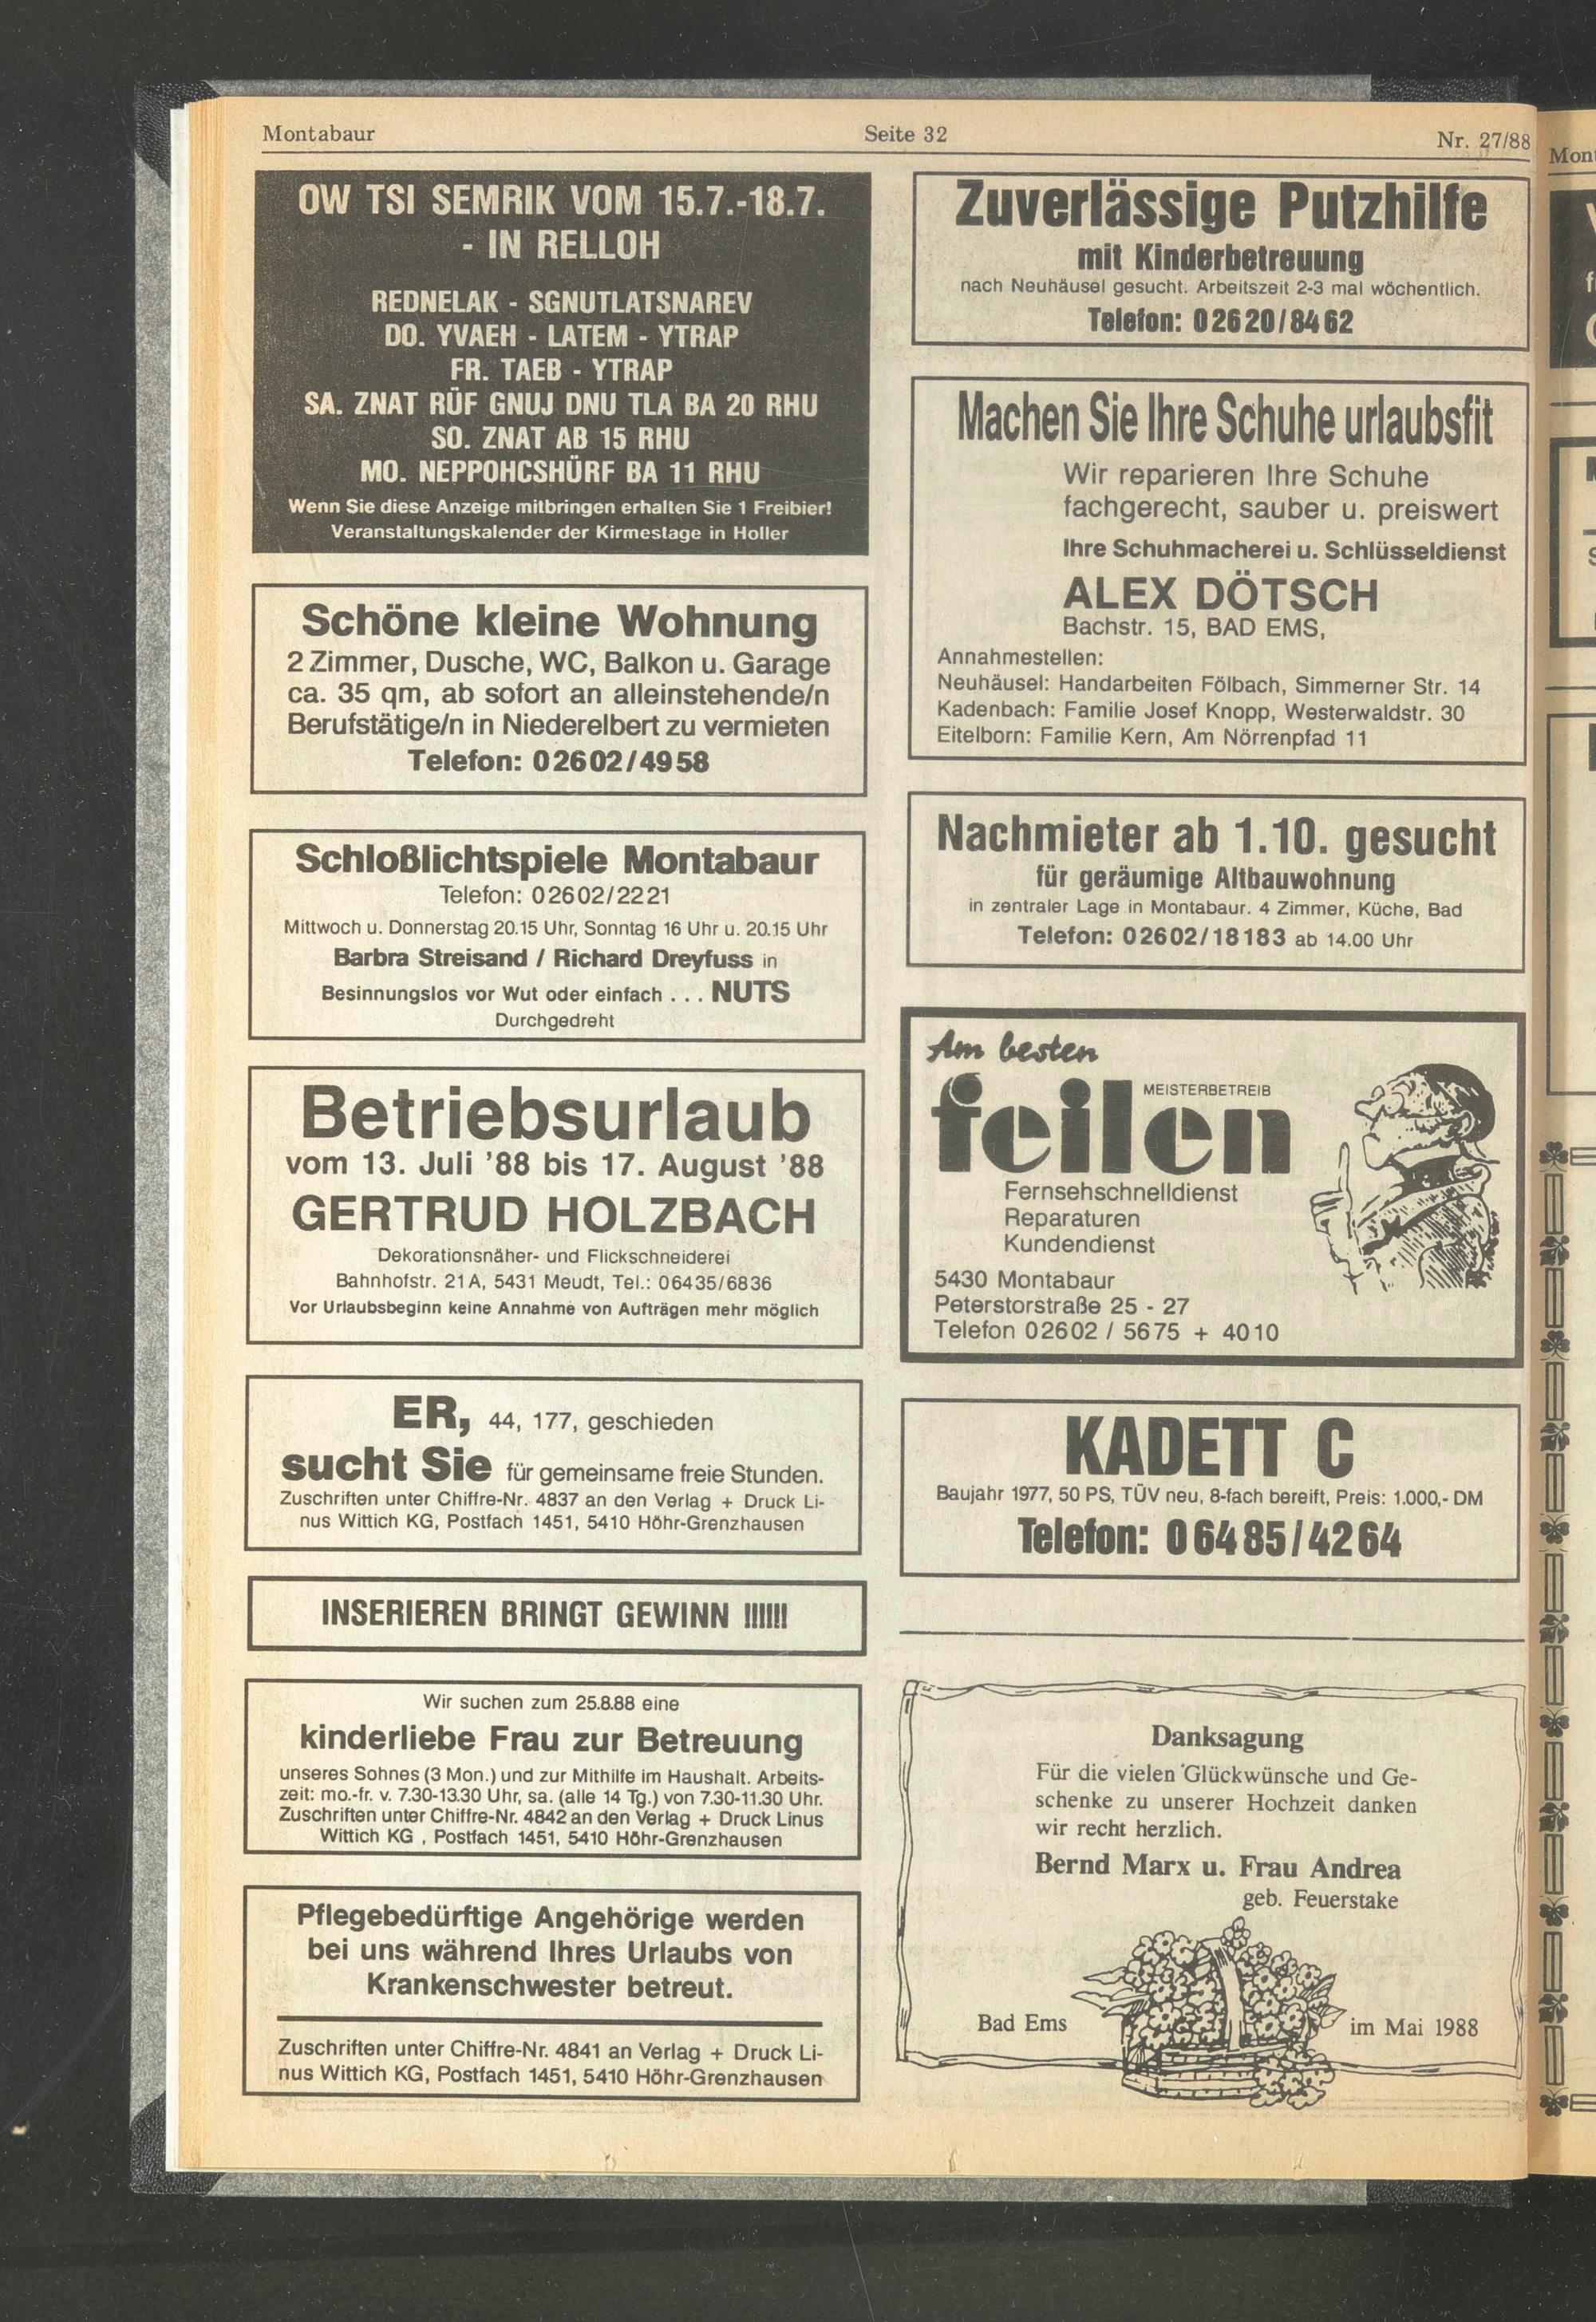 Montabaur
Seite 32
Nr. 27/88
OW TSI SEMRIK VOM 15.7.-18.7.
- IN RELLOH
REDNELAK - SGNUTLATSNAREV
DO. YVAEH - LATEM - YTRAP
FR. TAEB - YTRAP
SA. ZNAT RÜF GNUJ DNU TLA BA 20 RHU
SO. ZNAT AB 15 RHU
MO. NEPPOHCSHÜRF BA 11 RHU
Wenn Sie diese Anzeige mitbringen erhalten Sie 1 Freibier!
Veranstaltungskalender der Kirmestage in Holler
Schöne kleine Wohnung
2 Zimmer, Dusche, WC, Balkon u. Garage
ca. 35 qm, ab sofort an alleinstehende/n
Berufstätige/n in Niederelbert zu vermieten
Telefon: 02602/4958
Schloßlichtspiele Montabaur
Telefon: 02602/2221
Mittwoch u. Donnerstag 20.15 Uhr, Sonntag 16 Uhr u. 20.15 Uhr
Barbra Streisand / Richard Dreyfuss in
Besinnungslos vor Wut oder einfach . . . NUTS
Durchgedreht
Betriebsurlaub
vom 13. Juli '88 bis 17. August '88
GERTRUD HOLZBACH
Dekorationsnäher- und Flickschneiderei
Bahnhofstr. 21A, 5431 Meudt, Tel.: 06435/6836
Vor Urlaubsbeginn keine Annahme von Aufträgen mehr möglich
ER, 44, 177, geschieden
sucht Sie für gemeinsame freie Stunden.
Zuschriften unter Chiffre-Nr. 4837 an den Verlag + Druck Li-
nus Wittich KG, Postfach 1451, 5410 Höhr-Grenzhausen
INSERIEREN BRINGT GEWINN !!!!!!
Wir suchen zum 25.8.88 eine
kinderliebe Frau zur Betreuung
unseres Sohnes (3 Mon.) und zur Mithilfe im Haushalt. Arbeits-
zeit: mo.-fr. v. 7.30-13.30 Uhr, sa. (alle 14 Tg.) von 7.30-11.30 Uhr.
Zuschriften unter Chiffre-Nr. 4842 an den Verlag + Druck Linus
Wittich KG , Postfach 1451, 5410 Höhr-Grenzhausen
Pflegebedürftige Angehörige werden
bei uns während Ihres Urlaubs von
Krankenschwester betreut.
Zuschriften unter Chiffre-Nr. 4841 an Verlag + Druck Li-
nus Wittich KG, Postfach 1451, 5410 Höhr-Grenzhausen
Zuverlässige Putzhilfe
mit Kinderbetreuung
nach Neuhäusel gesucht. Arbeitszeit 2-3 mal wöchentlich.
Telefon: 02620/8462
Machen Sie Ihre Schuhe urlaubsfit
Wir reparieren Ihre Schuhe
fachgerecht, sauber u. preiswert
Ihre Schuhmacherei u. Schlüsseldienst
ALEX DÖTSCH
Bachstr. 15, BAD EMS,
Annahmestellen:
Neuhäusel: Handarbeiten Fölbach, Simmerner Str. 14
Kadenbach: Familie Josef Knopp, Westerwaldstr. 30
Eitelborn: Familie Kern, Am Nörrenpfad 11
Nachmieter ab 1.10. gesucht
für geräumige Altbauwohnung
in zentraler Lage in Montabaur. 4 Zimmer, Küche, Bad
Telefon: 02602/18183 ab 14.00 Uhr
Am besten
MEISTERBETREIB
feilen
Fernsehschnelldienst
Reparaturen
Kundendienst
5430 Montabaur
Peterstorstraße 25 - 27
Telefon 02602 / 5675 + 4010
KADETT C
Baujahr 1977, 50 PS, TÜV neu, 8-fach bereift, Preis: 1.000,- DM
Telefon: 06485/4264
Danksagung
Für die vielen Glückwünsche und Ge-
schenke zu unserer Hochzeit danken
wir recht herzlich.
Bernd Marx u. Frau Andrea
geb. Feuerstake
Bad Ems
im Mai 1988